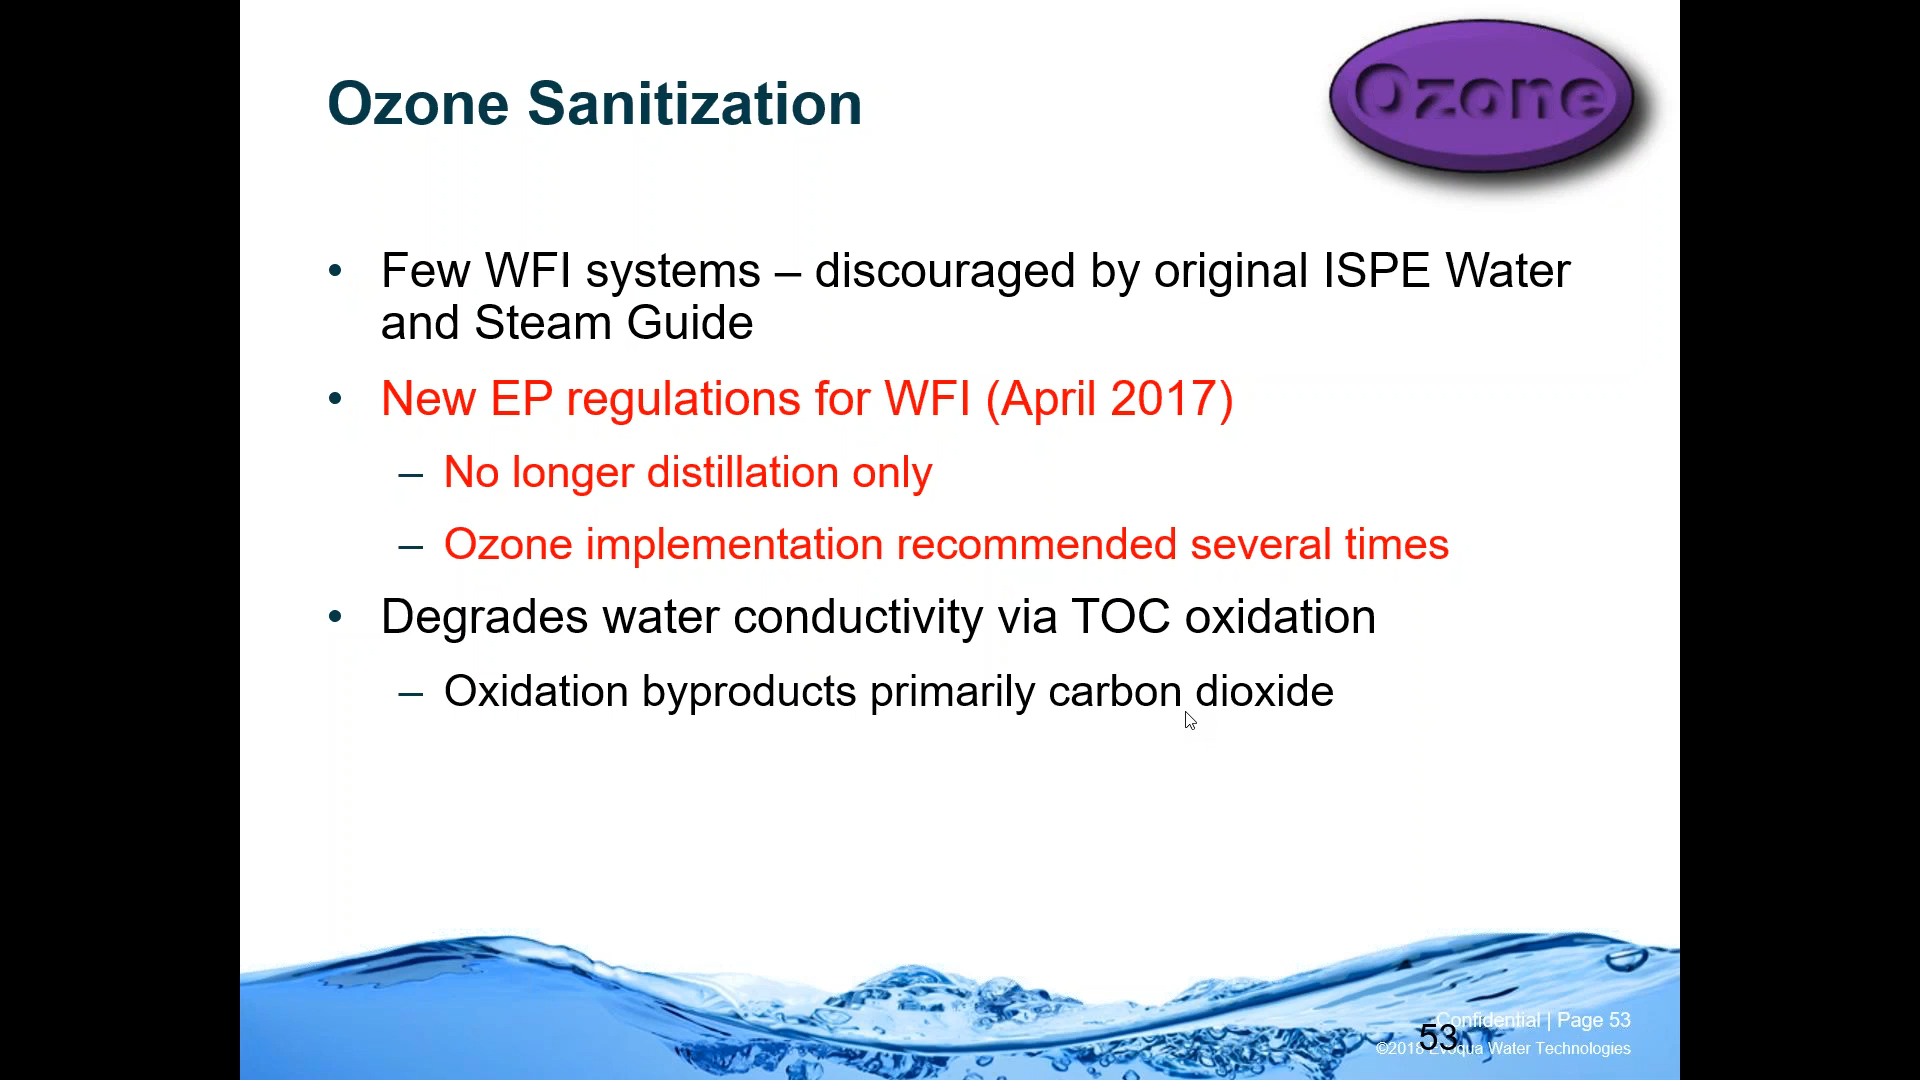 Ozone Sanitization
Ozone
• Few WFI systems – discouraged by original ISPE Water
and Steam Guide
• New EP regulations for WFI (April 2017)
– No longer distillation only
– Ozone implementation recommended several times
• Degrades water conductivity via TOC oxidation
– Oxidation byproducts primarily carbon dioxide
Confidential | Page 53
53
©2018 Evoqua Water Technologies